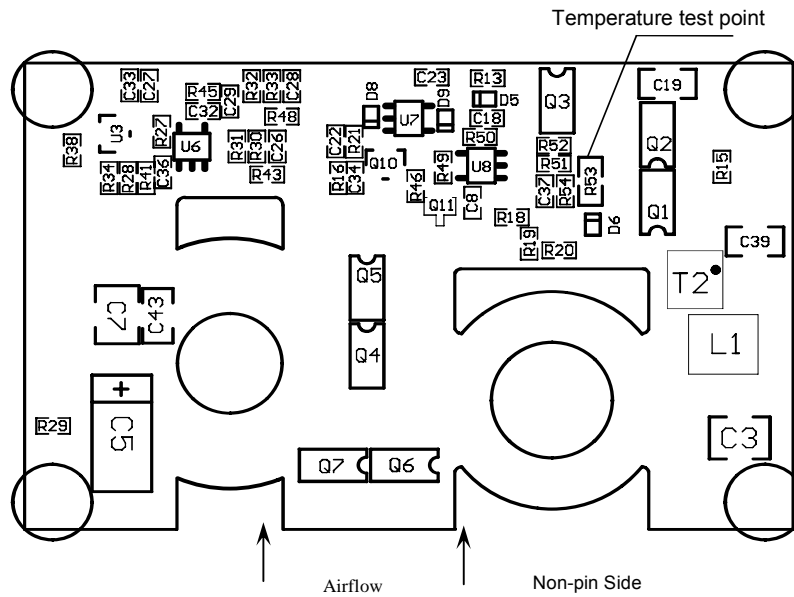 Temperature test point
C33
C27
R45
C32
C29
R32
R33
C28
R48
D8
C23
D9
R13
D5
C18
Q3
C19
U3
R38
R27
U6
R31
R30
C26
C22
R21
U7
R50
R52
Q2
R34
R28
R41
C36
R43
R16
C34
Q10
R46
R49
U8
R51
C37
R54
R53
R15
Q11
C8
R18
D6
Q1
R19
R20
C39
Q5
T2
C7
C43
Q4
L1
R29
+
C5
Q7
Q6
C3
Airflow
Non-pin Side